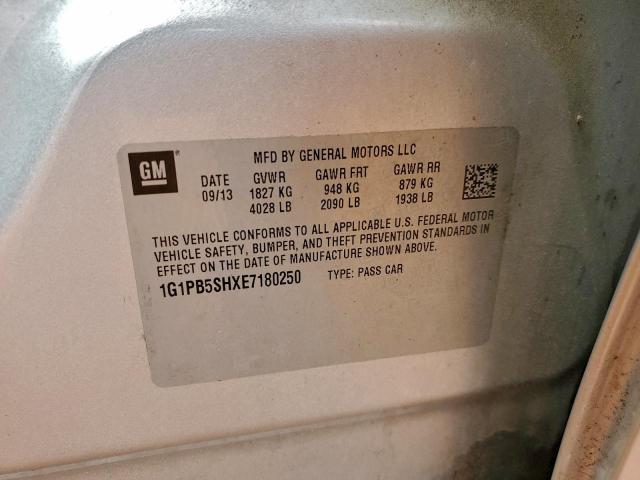 GM
MFD BY GENERAL MOTORS LLC
DATE GVWR GAWR FRT GAWR RR
09/13 1827 KG 948 KG 879 KG
4028 LB 2090 LB 1938 LB
THIS VEHICLE CONFORMS TO ALL APPLICABLE U.S. FEDERAL MOTOR
VEHICLE SAFETY, BUMPER, AND THEFT PREVENTION STANDARDS IN
EFFECT ON THE DATE OF MANUFACTURE SHOWN ABOVE.
1G1PB5SHXE7180250 TYPE: PASS CAR